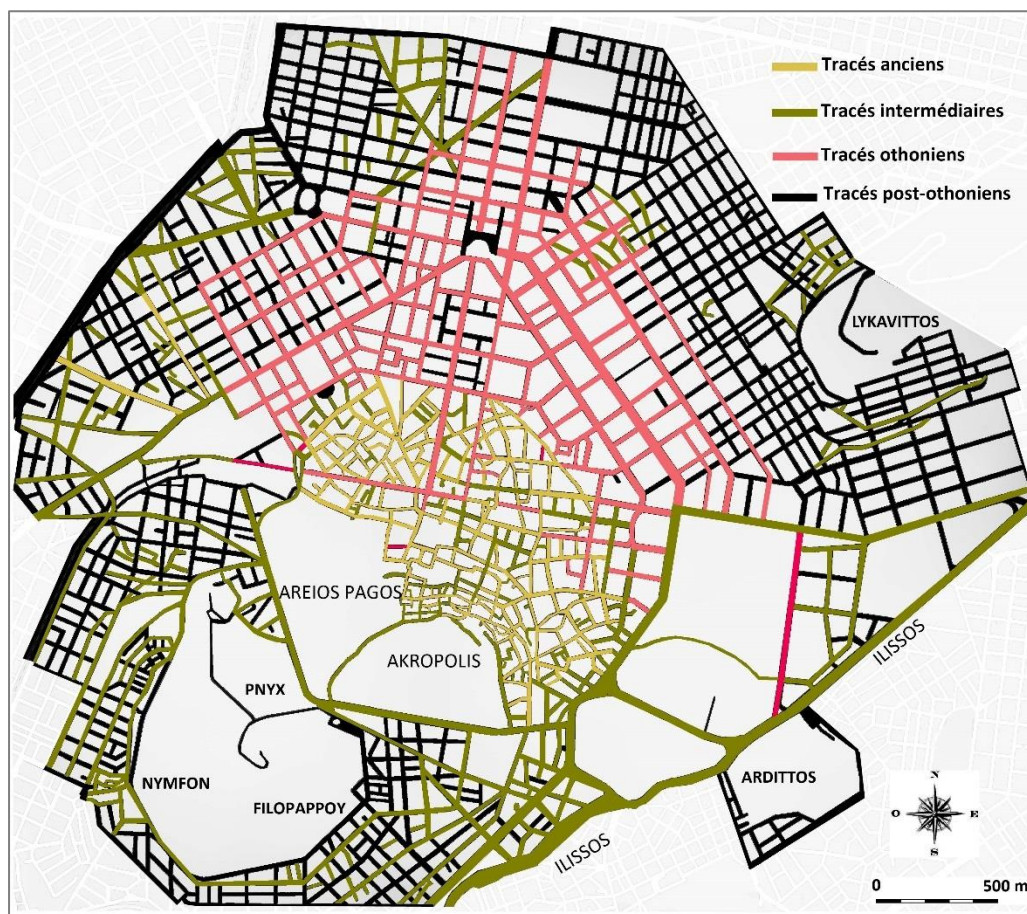 Tracés anciens
Tracés intermédiaires
Tracés othoniens
Tracés post-othoniens
LYKAVITTOS
AREIOS PAGOS
AKROPOLIS
ILISSOS
PNYX
NYMFON
FILOPAPPOY
ARDITTOS
ILISSOS
N
O
E
S
0
500 m